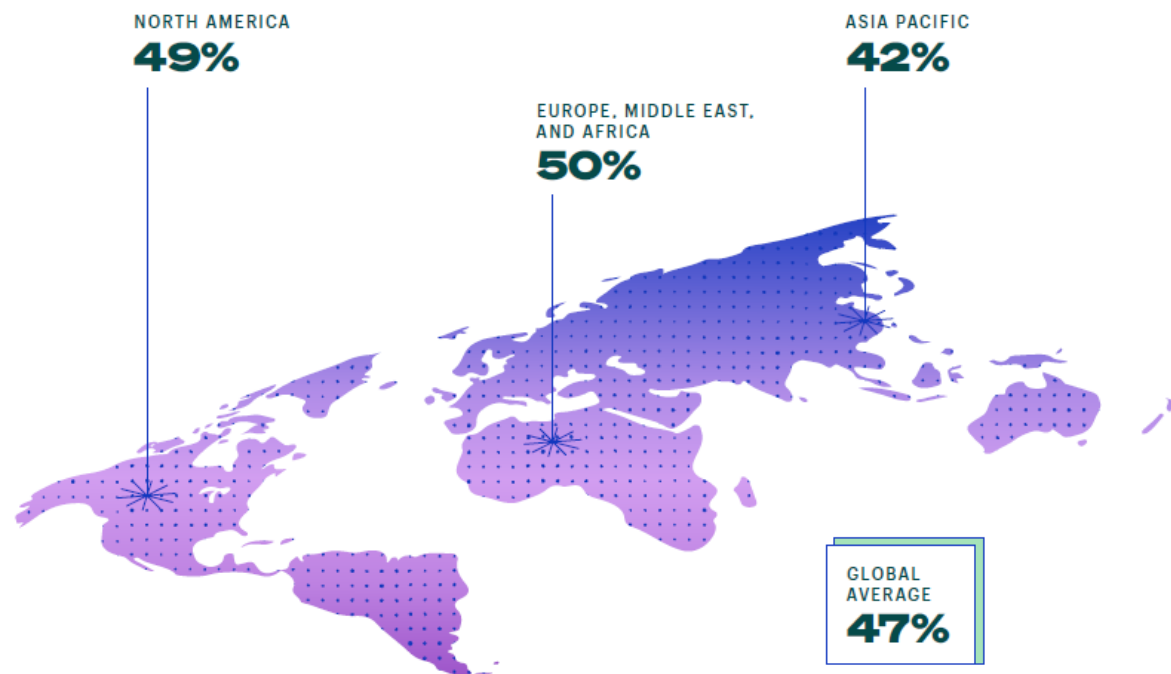 NORTH AMERICA
49%
EUROPE, MIDDLE EAST,
AND AFRICA
50%
ASIA PACIFIC
42%
GLOBAL
AVERAGE
47%